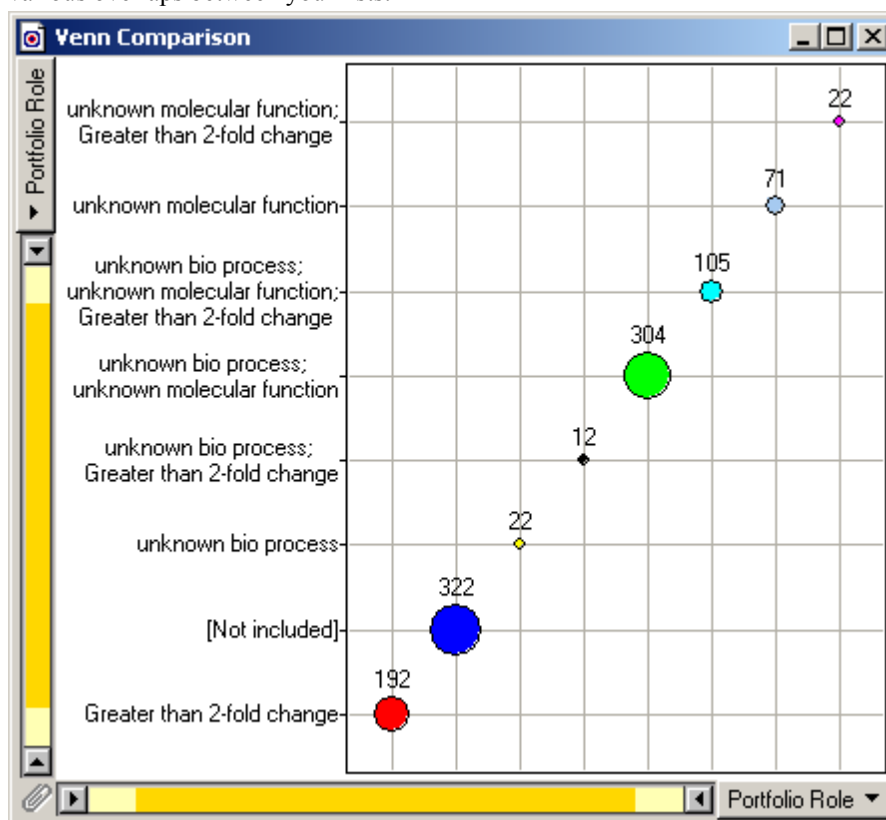 Venn Comparison
Portfolio Role
unknown molecular function;
Greater than 2-fold change
22
unknown molecular function
71
unknown bio process;
unknown molecular function;
Greater than 2-fold change
105
unknown bio process;
unknown molecular function
304
unknown bio process;
Greater than 2-fold change
12
unknown bio process
22
[Not included]
322
Greater than 2-fold change
192
Portfolio Role